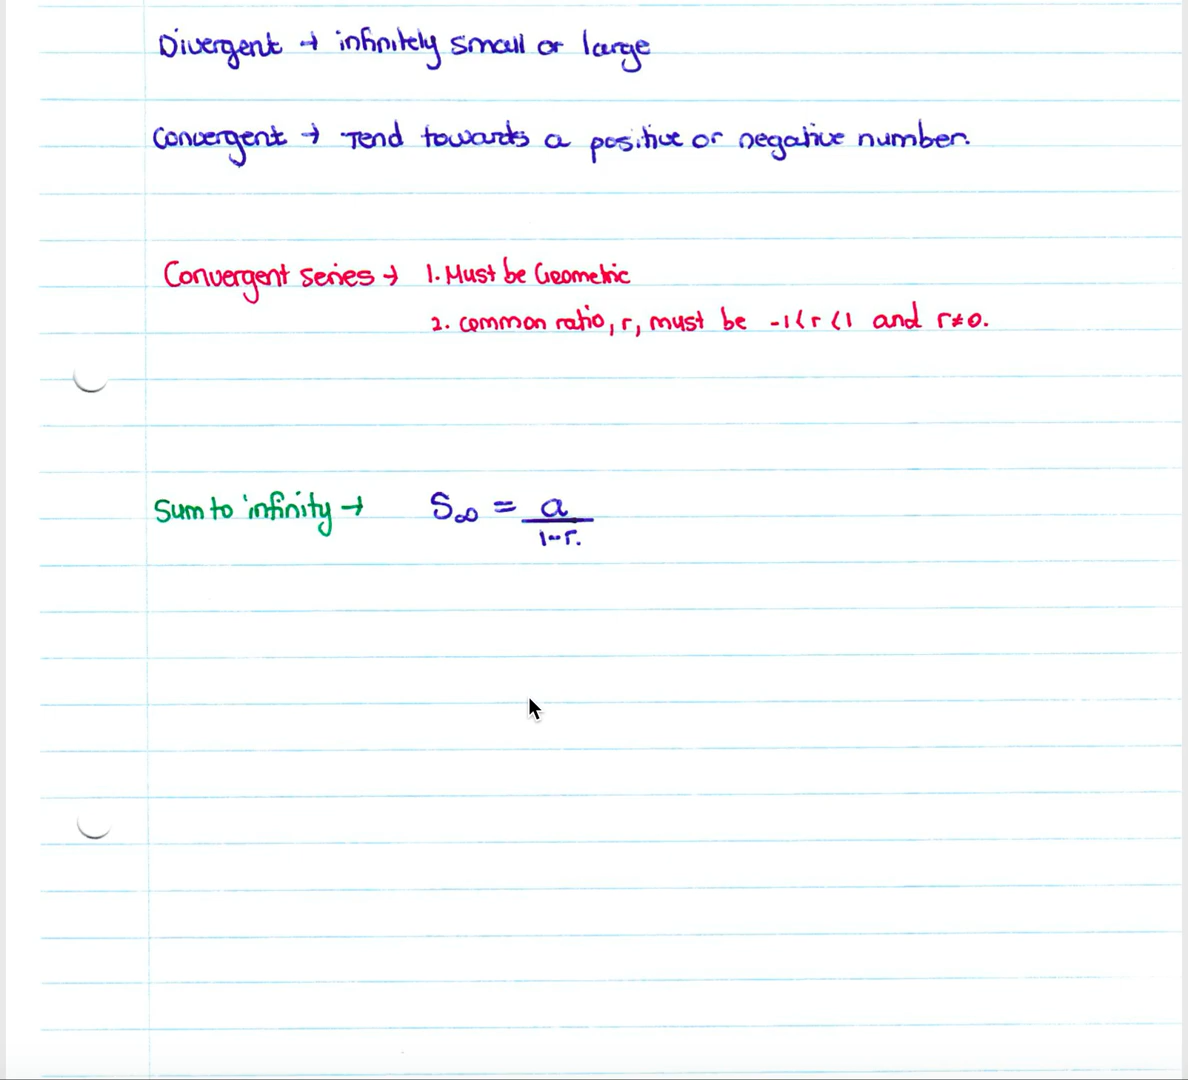 Divergent → infinitely small or large
Convergent → Tend towards a positive or negative number.
Convergent series → 1. Must be Geometric
2. common ratio, r, must be -1<r<1 and r≠0.
Sum to infinity → S∞ = a
1-r.